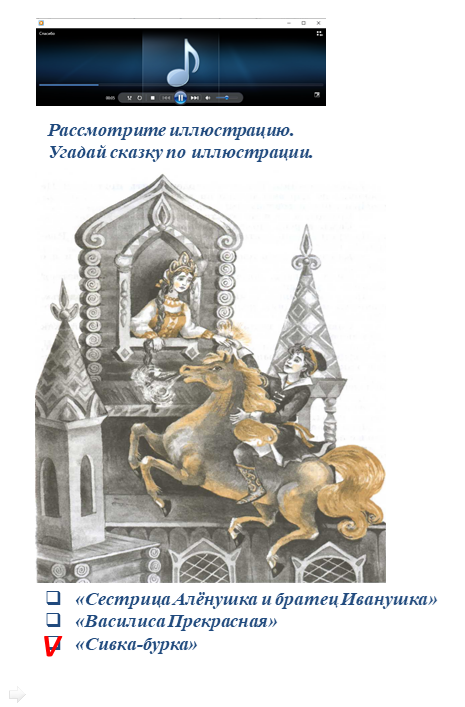 Спасибо
Рассмотрите иллюстрацию.
Угадай сказку по иллюстрации.
«Сестрица Алёнушка и братец Иванушка»
«Василиса Прекрасная»
«Сивка-бурка»